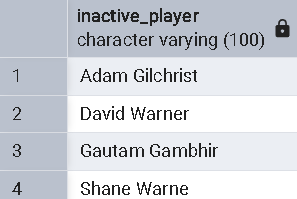 inactive_player
character varying (100)
1 Adam Gilchrist
2 David Warner
3 Gautam Gambhir
4 Shane Warne